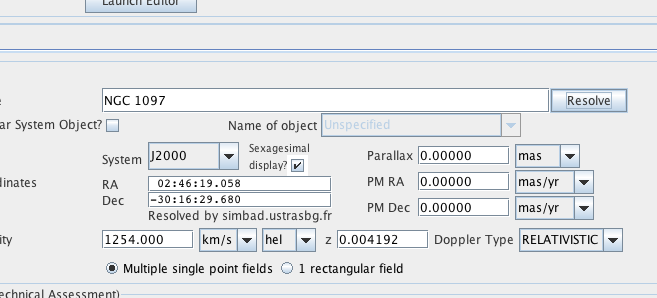 Launch Editor
NGC 1097 Resolve
ar System Object? Name of object Unspecified
System J2000 Sexagesimal display? Parallax 0.00000 mas
dinates RA 02:46:19.058 PM RA 0.00000 mas/yr
Dec -30:16:29.680 PM Dec 0.00000 mas/yr
Resolved by simbad.ustrasbg.fr
ity 1254.000 km/s hel z 0.004192 Doppler Type RELATIVISTIC
Multiple single point fields 1 rectangular field
echnical Assessment)